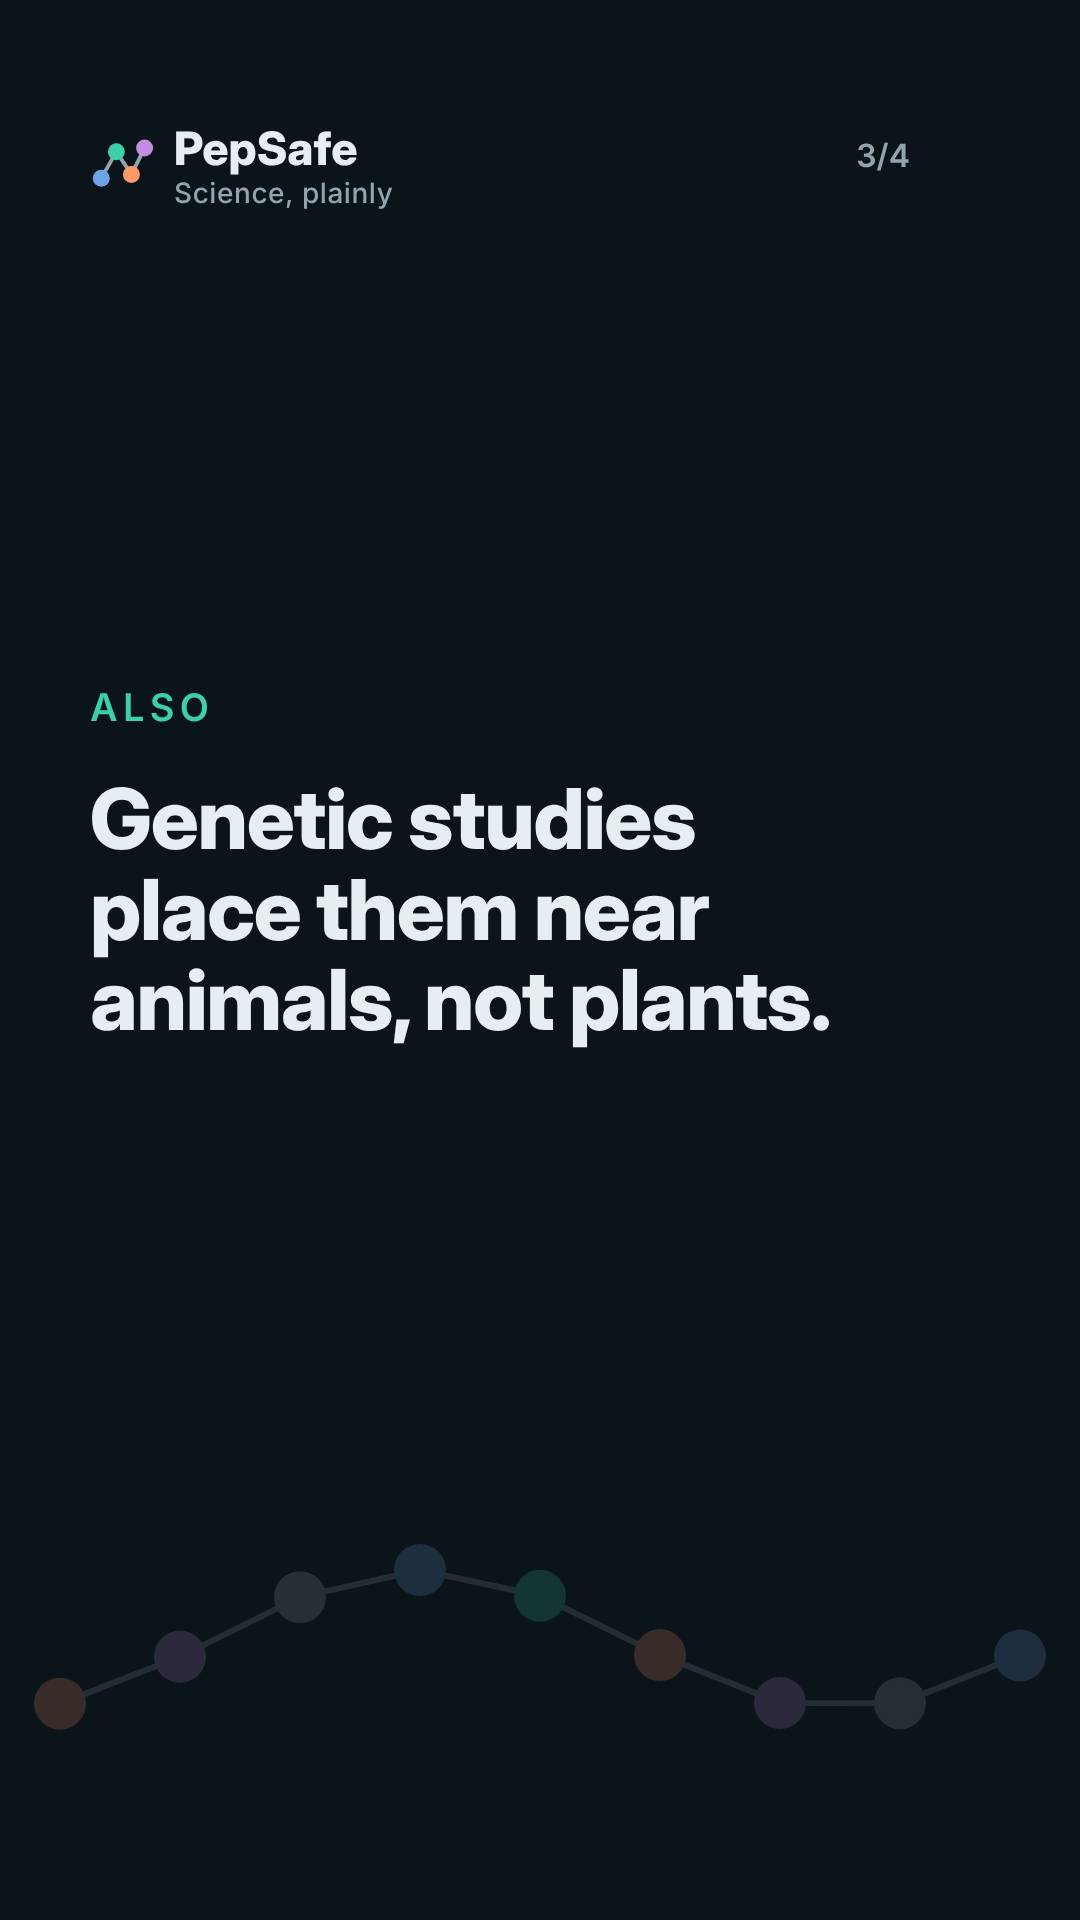 PepSafe
Science, plainly
3/4
ALSO
Genetic studies
place them near
animals, not plants.